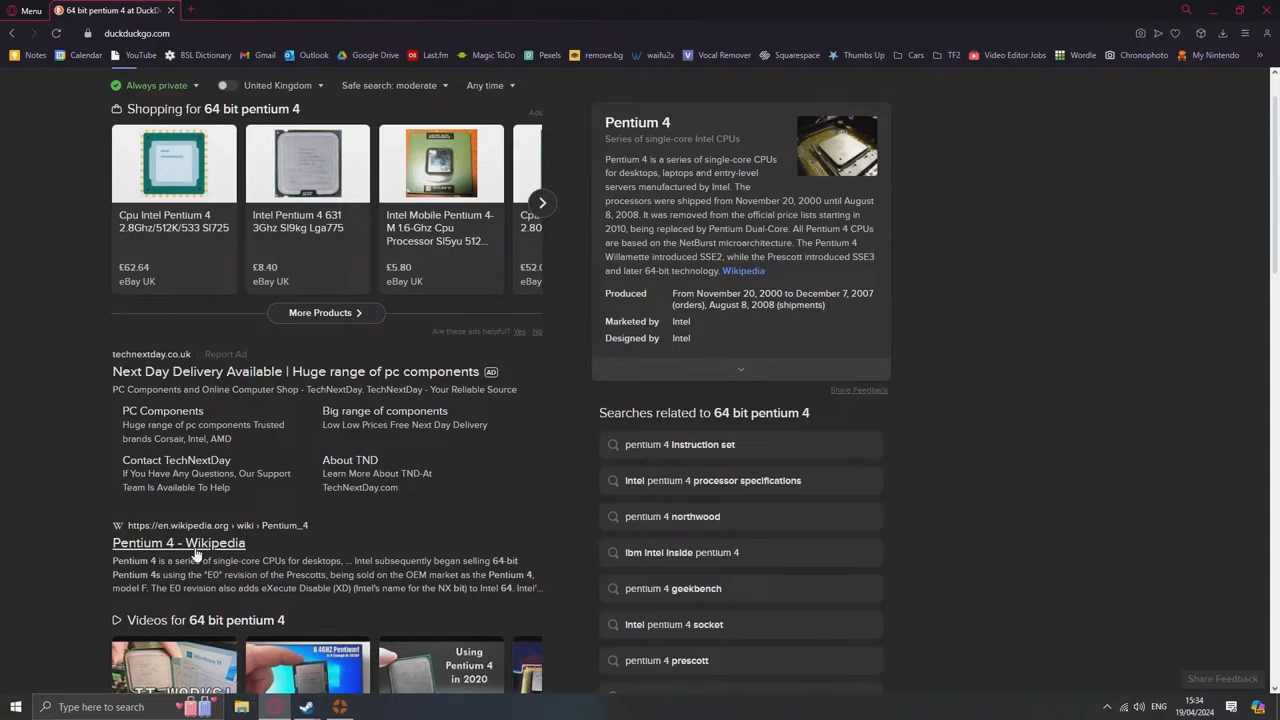 Menu
64 bit pentium 4 at DuckDu
duckduckgo.com
Notes
Calendar
YouTube
BSL Dictionary
Gmail
Outlook
Google Drive
Last.fm
Magic ToDo
Pexels
remove.bg
waifu2x
Vocal Remover
Squarespace
Thumbs Up
Cars
TF2
Video Editor Jobs
Wordle
Chronophoto
My Nintendo
Always private
United Kingdom
Safe search: moderate
Any time
Shopping for 64 bit pentium 4
Ads
Cpu Intel Pentium 4
2.8Ghz/512K/533 Sl725
£62.64
eBay UK
Intel Pentium 4 631
3Ghz Sl9kg Lga775
£8.40
eBay UK
Intel Mobile Pentium 4-
M 1.6-Ghz Cpu
Processor Sl5yu 512...
£5.80
eBay UK
2.80
£52.0
eBay
More Products
Are these ads helpful? Yes No
technextday.co.uk
Report Ad
Next Day Delivery Available | Huge range of pc components AD
PC Components and Online Computer Shop - TechNextDay. TechNextDay - Your Reliable Source
PC Components
Huge range of pc components Trusted
brands Corsair, Intel, AMD
Big range of components
Low Low Prices Free Next Day Delivery
Contact TechNextDay
If You Have Any Questions, Our Support
Team Is Available To Help
About TND
Learn More About TND-At
TechNextDay.com
W https://en.wikipedia.org › wiki › Pentium_4
Pentium 4 - Wikipedia
Pentium 4 is a series of single-core CPUs for desktops, ... Intel subsequently began selling 64-bit
Pentium 4s using the "E0" revision of the Prescotts, being sold on the OEM market as the Pentium 4,
model F. The E0 revision also adds eXecute Disable (XD) (Intel's name for the NX bit) to Intel 64. Intel'...
Videos for 64 bit pentium 4
Windows 11
IT WORKS!
A 4GHZ Pentium!
Using
Pentium 4
in 2020
Pentium 4
Series of single-core Intel CPUs
Pentium 4 is a series of single-core CPUs
for desktops, laptops and entry-level
servers manufactured by Intel. The
processors were shipped from November 20, 2000 until August
8, 2008. It was removed from the official price lists starting in
2010, being replaced by Pentium Dual-Core. All Pentium 4 CPUs
are based on the NetBurst microarchitecture. The Pentium 4
Willamette introduced SSE2, while the Prescott introduced SSE3
and later 64-bit technology. Wikipedia
Produced From November 20, 2000 to December 7, 2007
(orders), August 8, 2008 (shipments)
Marketed by Intel
Designed by Intel
Share Feedback
Searches related to 64 bit pentium 4
pentium 4 instruction set
intel pentium 4 processor specifications
pentium 4 northwood
ibm intel inside pentium 4
pentium 4 geekbench
intel pentium 4 socket
pentium 4 prescott
Share Feedback
Type here to search
ENG
15:34
19/04/2024